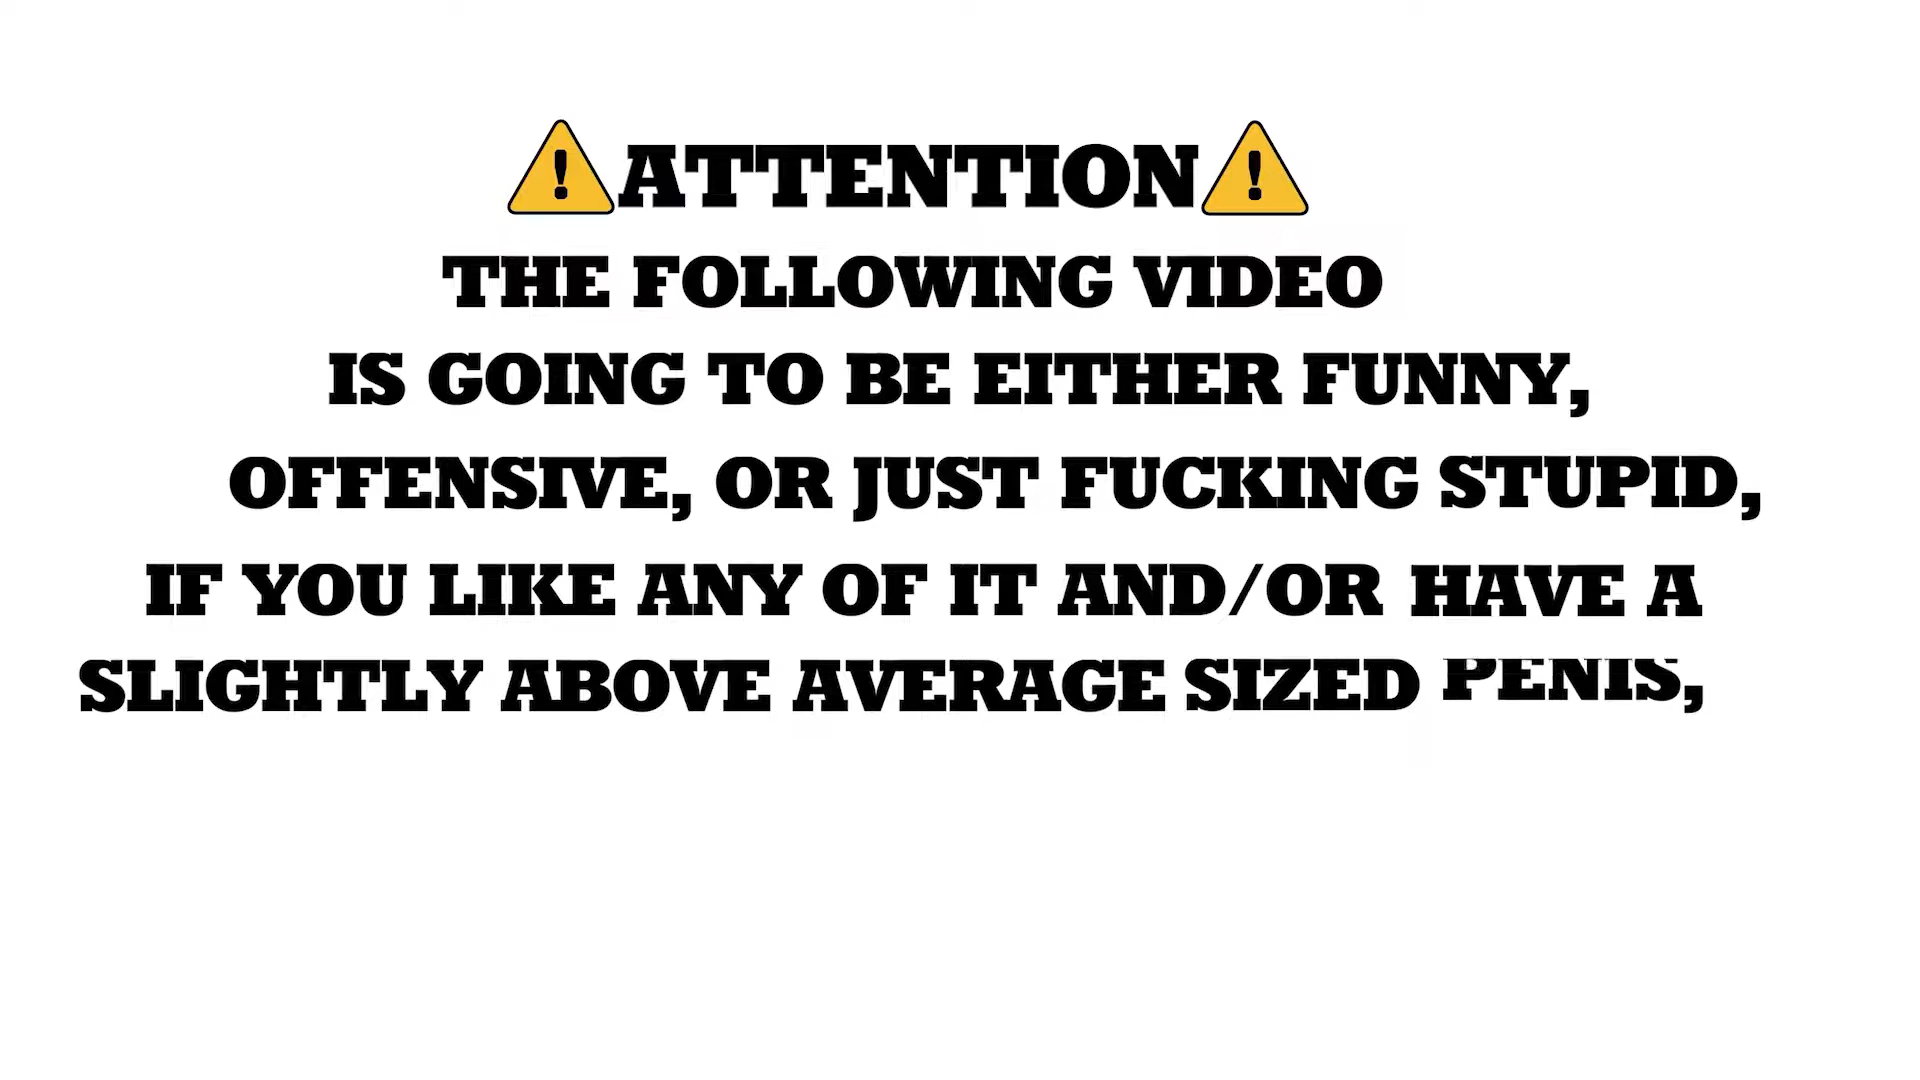 ATTENTION
THE FOLLOWING VIDEO
IS GOING TO BE EITHER FUNNY,
OFFENSIVE, OR JUST FUCKING STUPID,
IF YOU LIKE ANY OF IT AND/OR HAVE A
SLIGHTLY ABOVE AVERAGE SIZED PENIS,